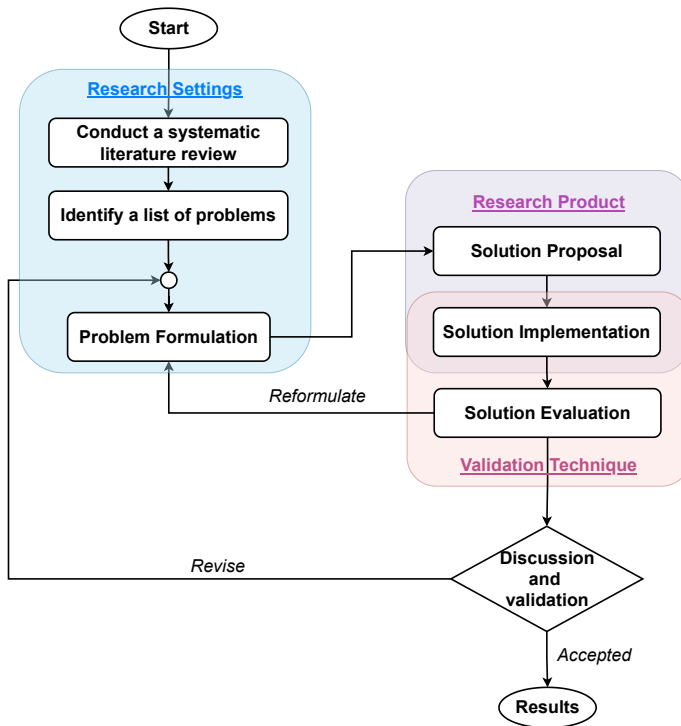 Start
Research Settings
Conduct a systematic
literature review
Identify a list of problems
Problem Formulation
Research Product
Solution Proposal
Solution Implementation
Reformulate
Solution Evaluation
Validation Technique
Revise
Discussion
and
validation
Accepted
Results